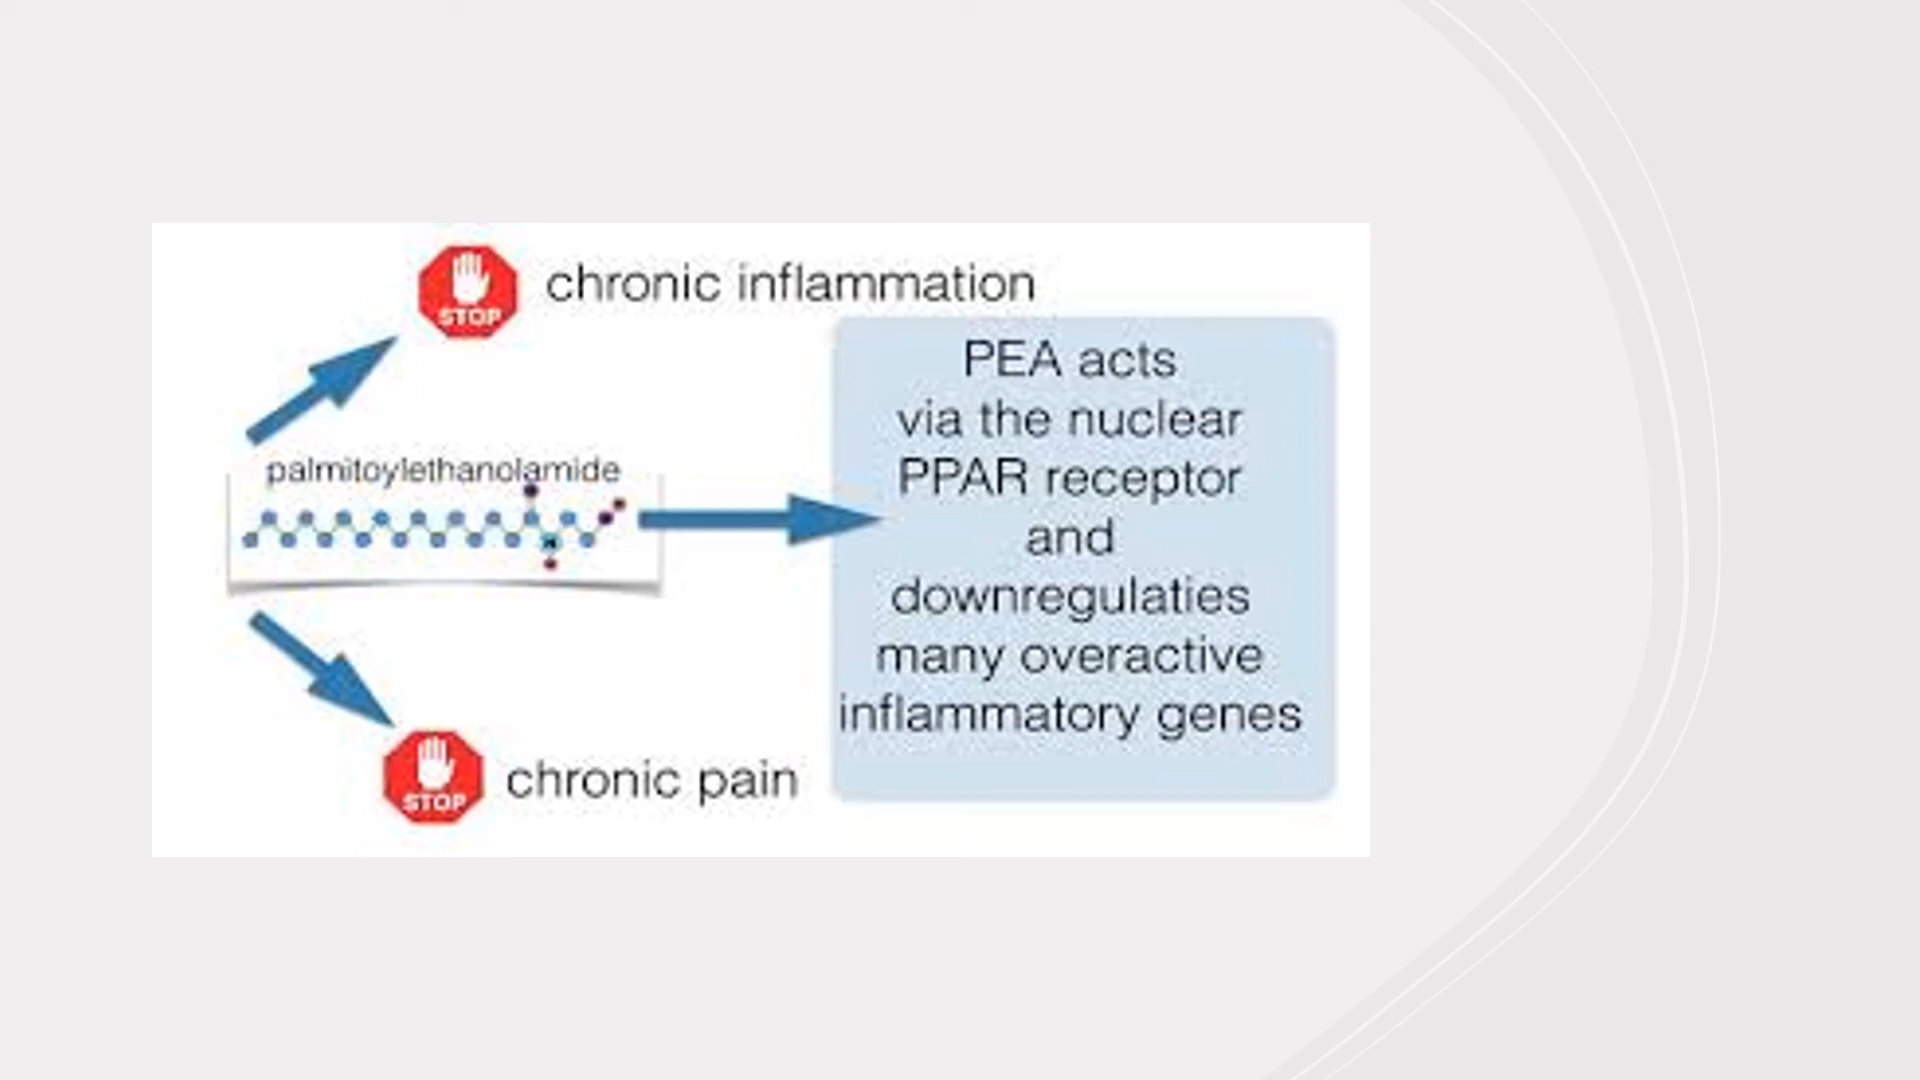 STOP
chronic inflammation
PEA acts
via the nuclear
PPAR receptor
and
downregulaties
many overactive
inflammatory genes
palmitoylethanolamide
N
STOP
chronic pain